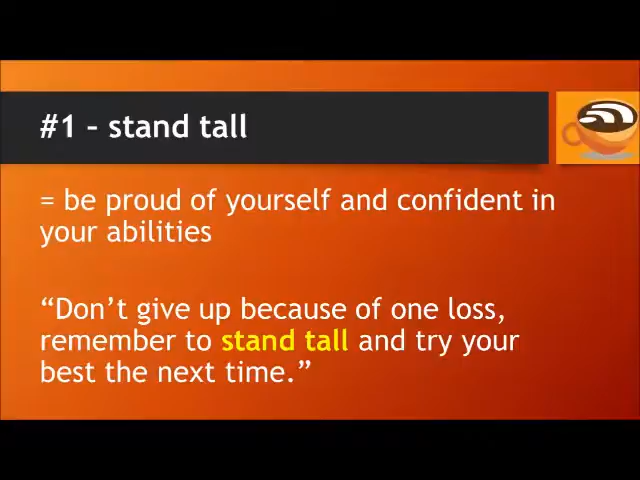 #1 – stand tall
= be proud of yourself and confident in
your abilities
“Don’t give up because of one loss,
remember to stand tall and try your
best the next time.”